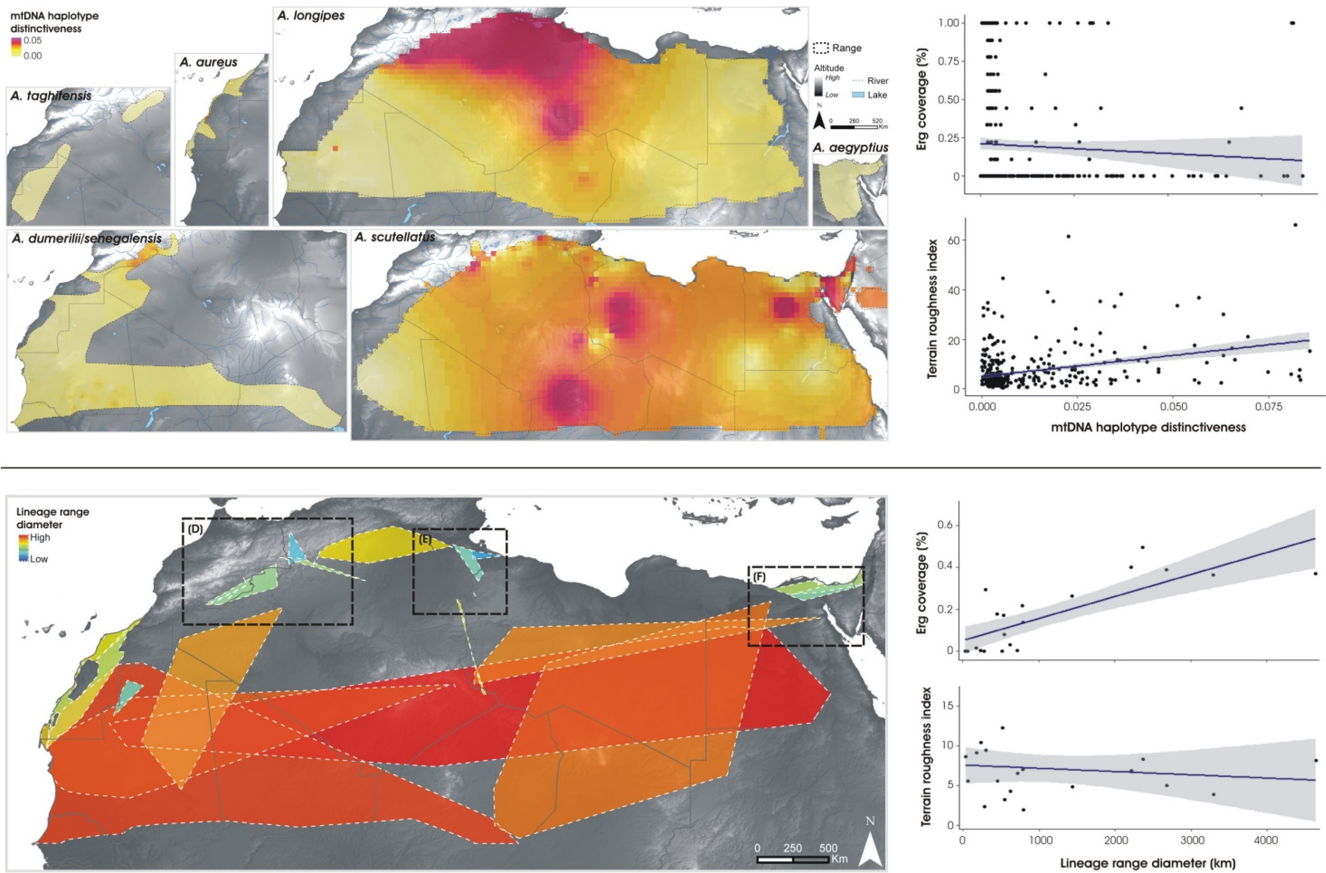 mtDNA haplotype
distinctiveness
0.05
0.00
A. taghitensis
A. aureus
A. longipes
Range
Altitude
High
Low
River
Lake
N
0 260 520
Km
A. aegyptius
A. dumerilii/senegalensis
A. scutellatus
Erg coverage (%)
1.00
0.75
0.50
0.25
0
Terrain roughness index
60
40
20
0
0.000 0.025 0.050 0.075
mtDNA haplotype distinctiveness
Lineage range
diameter
High
Low
(D)
(E)
(F)
N
0 250 500
Km
Erg coverage (%)
0.6
0.4
0.2
0
Terrain roughness index
15
10
5
0
0 1000 2000 3000 4000
Lineage range diameter (km)